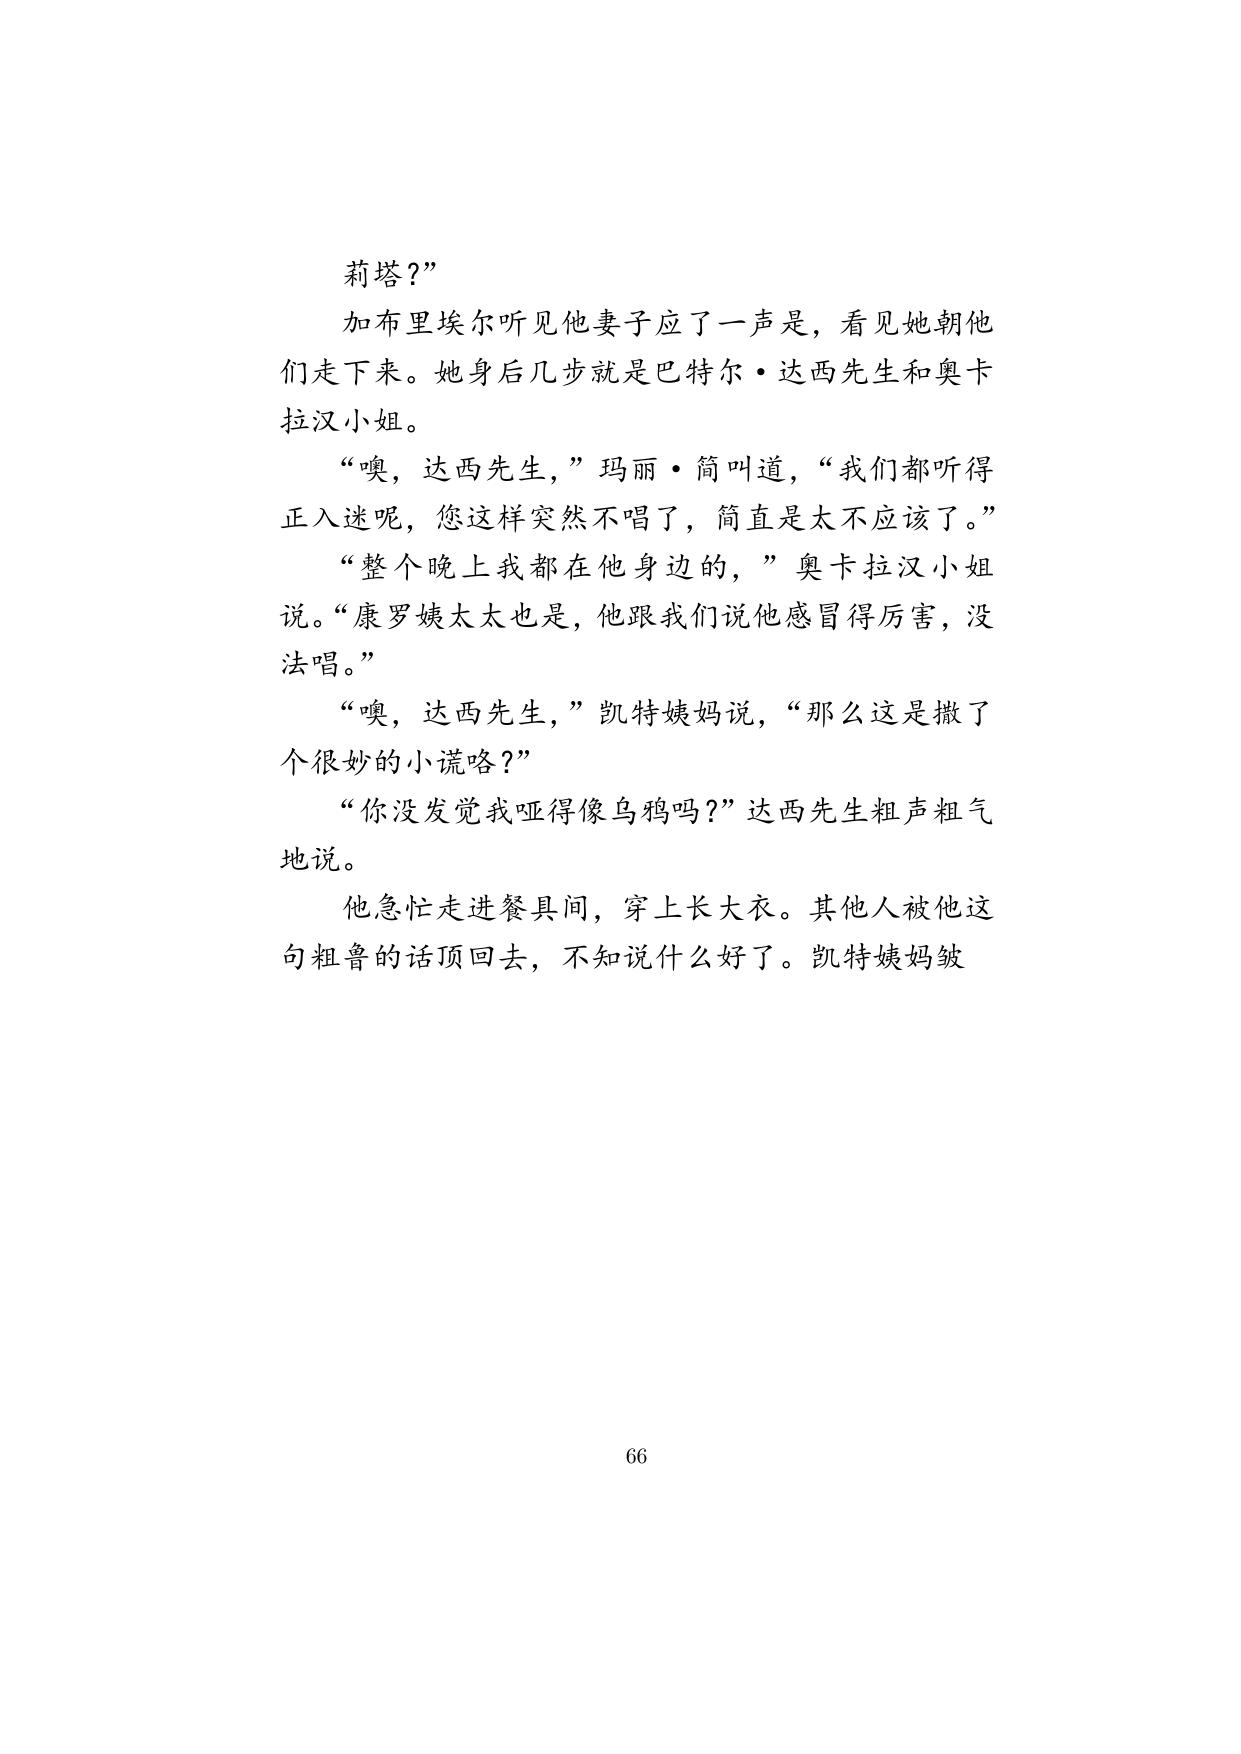 莉塔?”
加布里埃尔听见他妻子应了一声是，看见她朝他
们走下来。她身后几步就是巴特尔·达西先生和奥卡
拉汉小姐。
“噢，达西先生，”玛丽·简叫道，“我们都听得
正入迷呢，您这样突然不唱了，简直是太不应该了。”
“整个晚上我都在他身边的，”奥卡拉汉小姐
说。“康罗姨太太也是，他跟我们说他感冒得厉害，没
法唱。”
“噢，达西先生，”凯特姨妈说，“那么这是撒了
个很妙的小谎咯?”
“你没发觉我哑得像乌鸦吗?”达西先生粗声粗气
地说。
他急忙走进餐具间，穿上长大衣。其他人被他这
句粗鲁的话顶回去，不知说什么好了。凯特姨妈皱
66